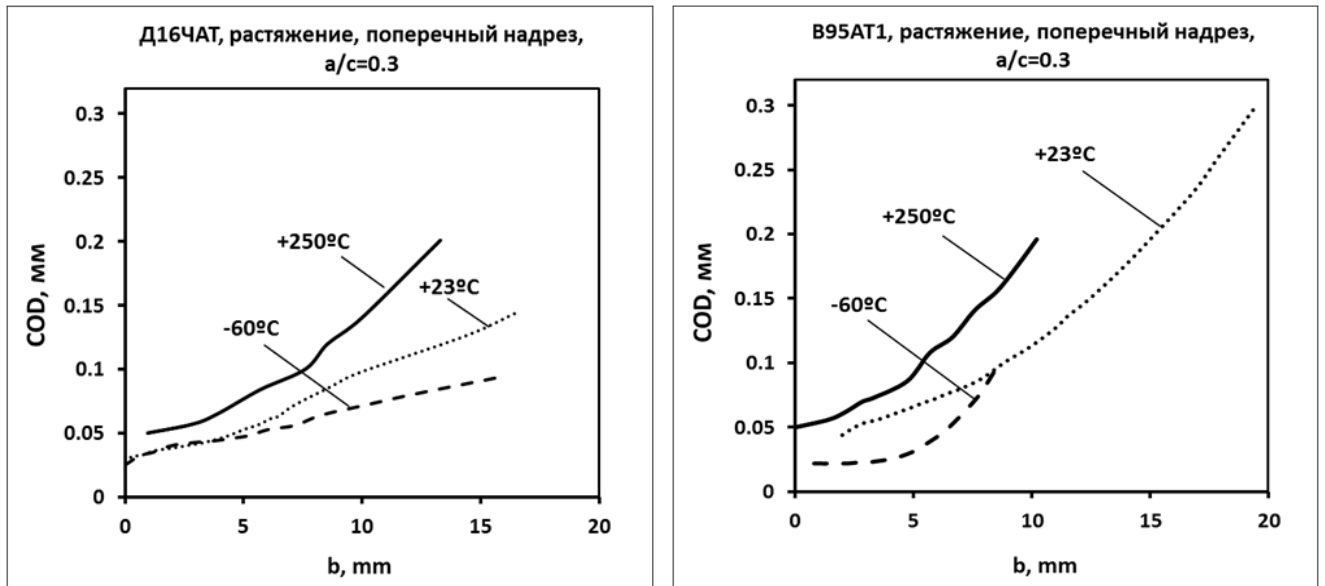 Д16ЧАТ, растяжение, поперечный надрез,
a/c=0.3
0.3
0.25
0.2
0.15
0.1
0.05
0
COD, мм
+250ºC
+23ºC
-60ºC
0
5
10
15
20
b, mm
В95АТ1, растяжение, поперечный надрез,
a/c=0.3
0.3
0.25
0.2
0.15
0.1
0.05
0
COD, мм
+23ºC
+250ºC
-60ºC
0
5
10
15
20
b, mm